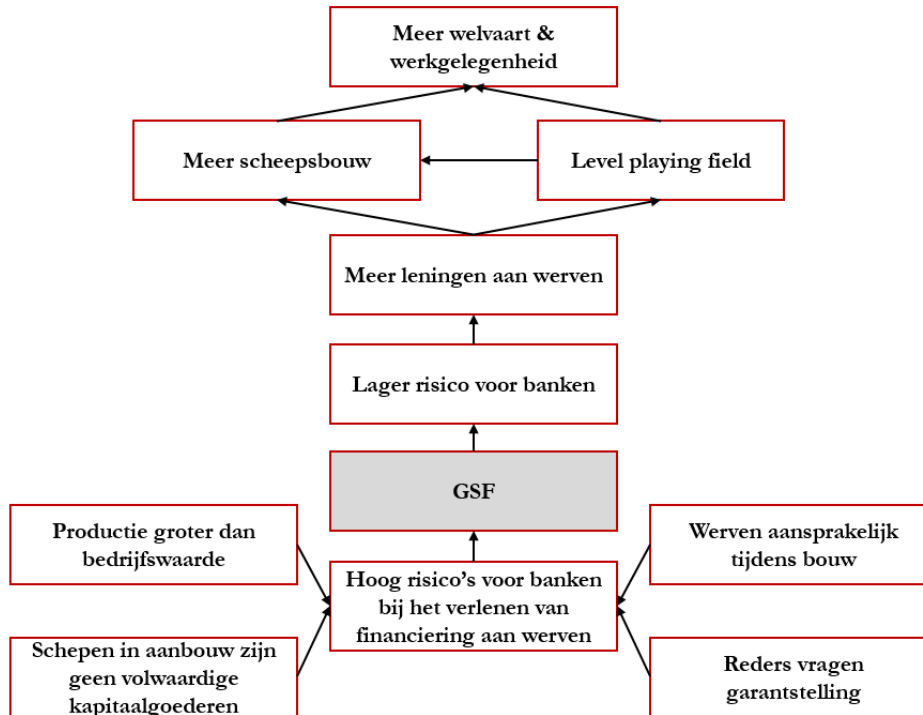 Meer welvaart &
werkgelegenheid
Meer scheepsbouw
Level playing field
Meer leningen aan werven
Lager risico voor banken
GSF
Productie groter dan
bedrijfswaarde
Werven aansprakelijk
tijdens bouw
Hoog risico’s voor banken
bij het verlenen van
financiering aan werven
Schepen in aanbouw zijn
geen volwaardige
kapitaalgoederen
Reders vragen
garantstelling